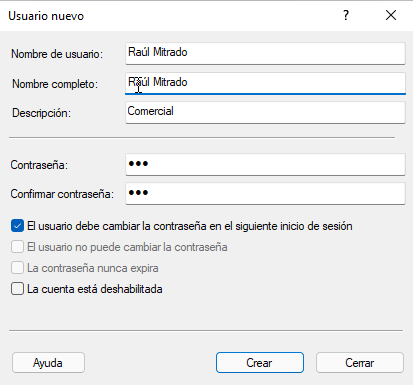 Usuario nuevo ? ×
Nombre de usuario: Raúl Mitrado
Nombre completo: Raúl Mitrado
Descripción: Comercial
Contraseña: ●●●
Confirmar contraseña: ●●●
El usuario debe cambiar la contraseña en el siguiente inicio de sesión
El usuario no puede cambiar la contraseña
La contraseña nunca expira
La cuenta está deshabilitada
Ayuda Crear Cerrar